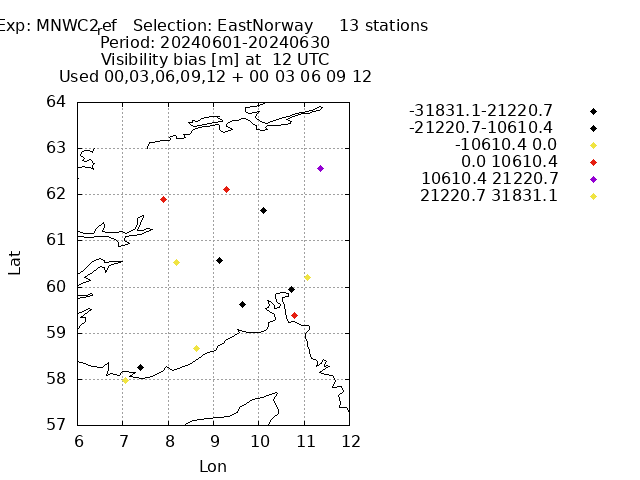 Exp: MNWC2_ref   Selection: EastNorway     13 stations
Period: 20240601-20240630
Visibility bias [m] at  12 UTC
Used 00,03,06,09,12 + 00 03 06 09 12
-31831.1-21220.7
-21220.7-10610.4
-10610.4 0.0
0.0 10610.4
10610.4 21220.7
21220.7 31831.1
64
63
62
61
60
59
58
57
Lat
6 7 8 9 10 11 12
Lon